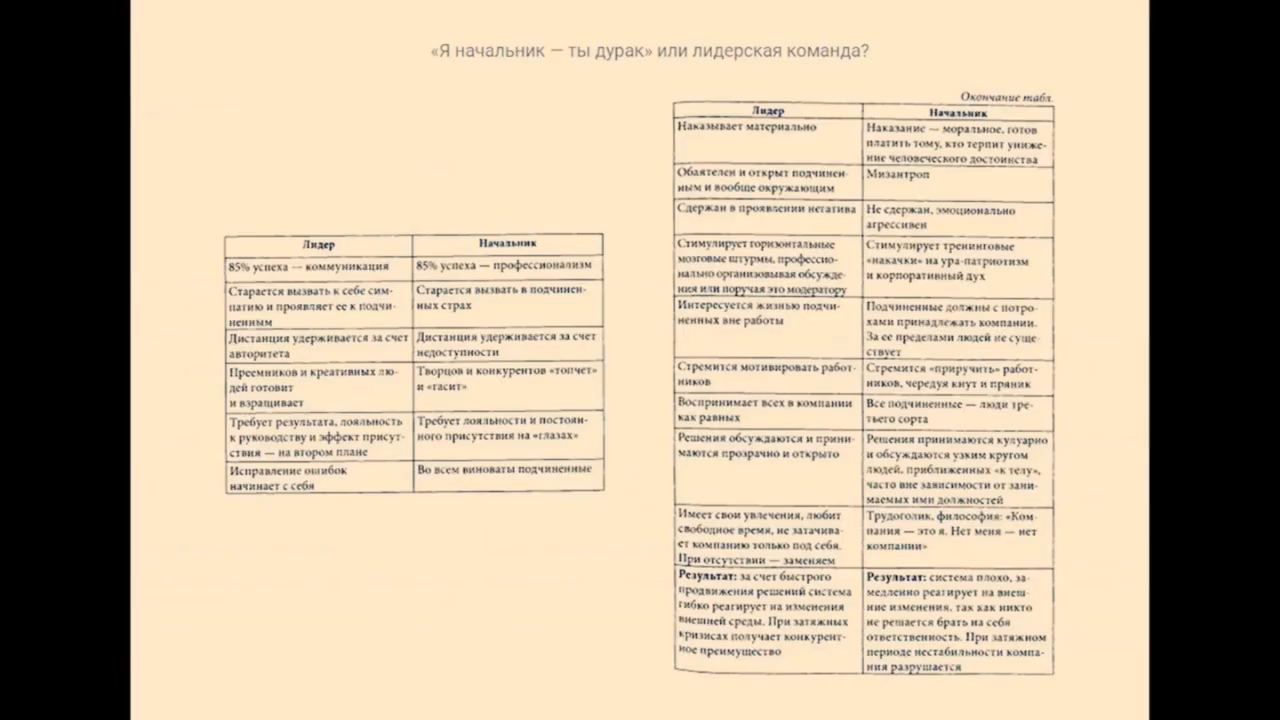 «Я начальник — ты дурак» или лидерская команда?
Лидер
Начальник
85% успеха — коммуникация
85% успеха — профессионализм
Старается вызвать к себе сим-
патию и проявляет ее к подчи-
ненным
Старается вызвать в подчинен-
ных страх
Дистанция удерживается за счет
авторитета
Дистанция удерживается за счет
недоступности
Преемников и креативных лю-
дей готовит
и взращивает
Творцов и конкурентов «топчет»
и «гасит»
Требует результата, лояльность
к руководству и эффект присут-
ствия — на втором плане
Требует лояльности и постоян-
ного присутствия на «глазах»
Исправление ошибок
начинает с себя
Во всем виноваты подчиненные
Окончание табл.
Лидер
Начальник
Наказывает материально
Наказание — моральное, готов
платить тому, кто терпит униже-
ние человеческого достоинства
Обаятелен и открыт подчинен-
ным и вообще окружающим
Мизантроп
Сдержан в проявлении негатива
Не сдержан, эмоционально
агрессивен
Стимулирует горизонтальные
мозговые штурмы, профессио-
нально организовывая обсужде-
ния или поручая это модератору
Стимулирует тренинговые
«накачки» на ура-патриотизм
и корпоративный дух
Интересуется жизнью подчи-
ненных вне работы
Подчиненные должны с потро-
хами принадлежать компании.
За ее пределами людей не суще-
ствует
Стремится мотивировать работ-
ников
Стремится «приручить» работ-
ников, чередуя кнут и пряник
Воспринимает всех в компании
как равных
Все подчиненные — люди тре-
тьего сорта
Решения обсуждаются и прини-
маются прозрачно и открыто
Решения принимаются кулуарно
и обсуждаются узким кругом
людей, приближенных «к телу»,
часто вне зависимости от зани-
маемых ими должностей
Имеет свои увлечения, любит
свободное время, не затачива-
ет компанию только под себя.
При отсутствии — заменяем
Трудоголик, философия: «Ком-
пания — это я. Нет меня — нет
компании»
Результат: за счет быстрого
продвижения решений система
гибко реагирует на изменения
внешней среды. При затяжных
кризисах получает конкурент-
ное преимущество
Результат: система плохо, за-
медленно реагирует на внеш-
ние изменения, так как никто
не решается брать на себя
ответственность. При затяжном
периоде нестабильности компа-
ния разрушается